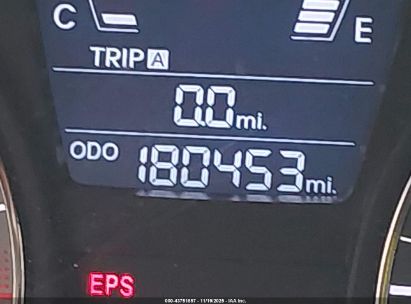 C E
TRIP A
0.0 mi.
ODO 180453 mi.
EPS